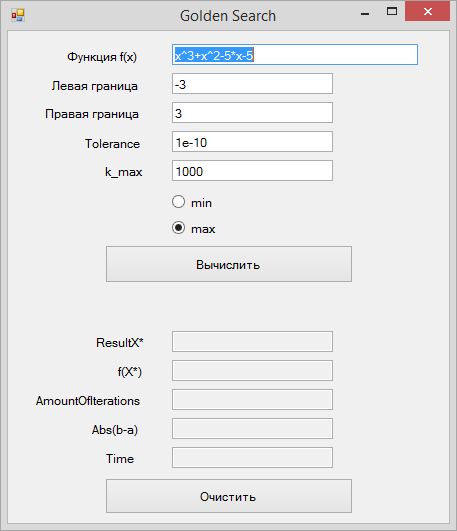 Golden Search
Функция f(x) x^3+x^2-5*x-5
Левая граница -3
Правая граница 3
Tolerance 1e-10
k_max 1000
min
max
Вычислить
ResultX*
f(X*)
AmountOfIterations
Abs(b-a)
Time
Очистить